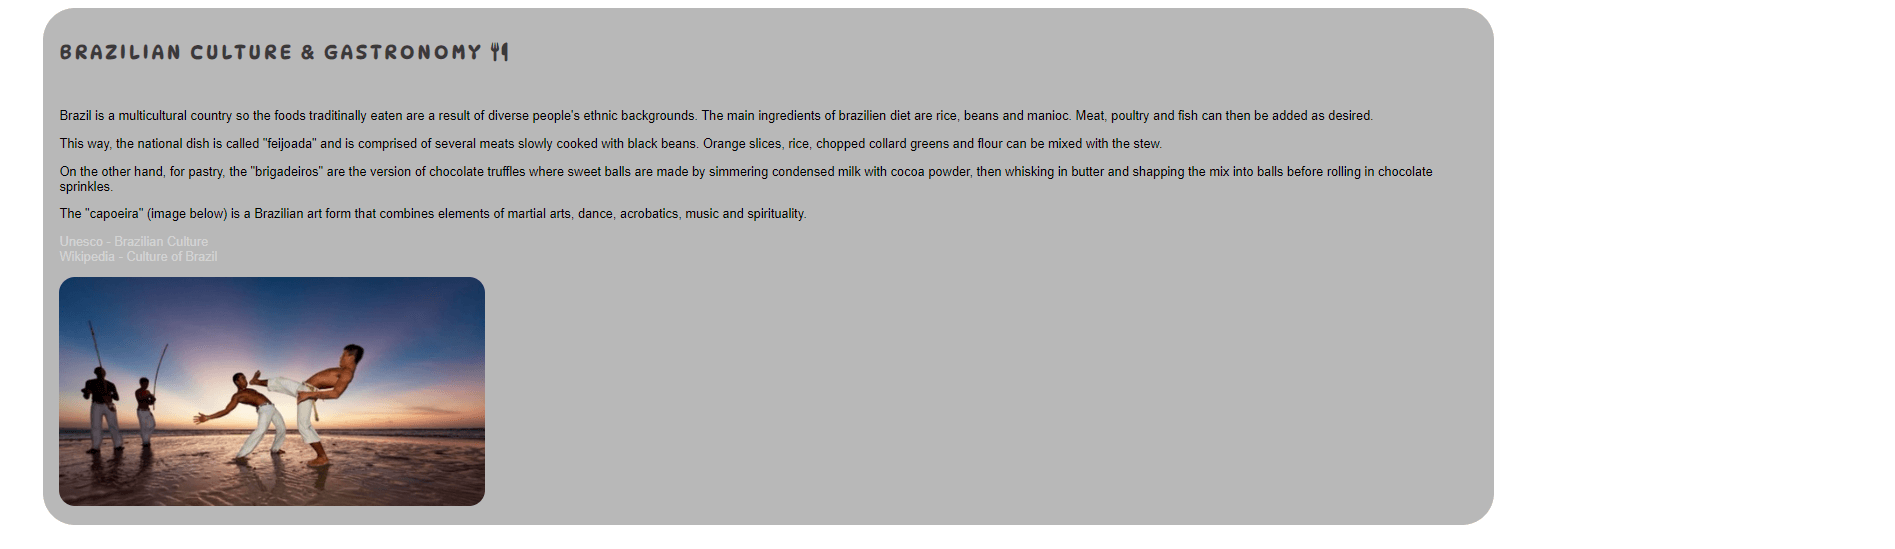 BRAZILIAN CULTURE & GASTRONOMY
Brazil is a multicultural country so the foods traditinally eaten are a result of diverse people's ethnic backgrounds. The main ingredients of brazilien diet are rice, beans and manioc. Meat, poultry and fish can then be added as desired.
This way, the national dish is called "feijoada" and is comprised of several meats slowly cooked with black beans. Orange slices, rice, chopped collard greens and flour can be mixed with the stew.
On the other hand, for pastry, the "brigadeiros" are the version of chocolate truffles where sweet balls are made by simmering condensed milk with cocoa powder, then whisking in butter and shapping the mix into balls before rolling in chocolate
sprinkles.
The "capoeira" (image below) is a Brazilian art form that combines elements of martial arts, dance, acrobatics, music and spirituality.
Unesco - Brazilian Culture
Wikipedia - Culture of Brazil